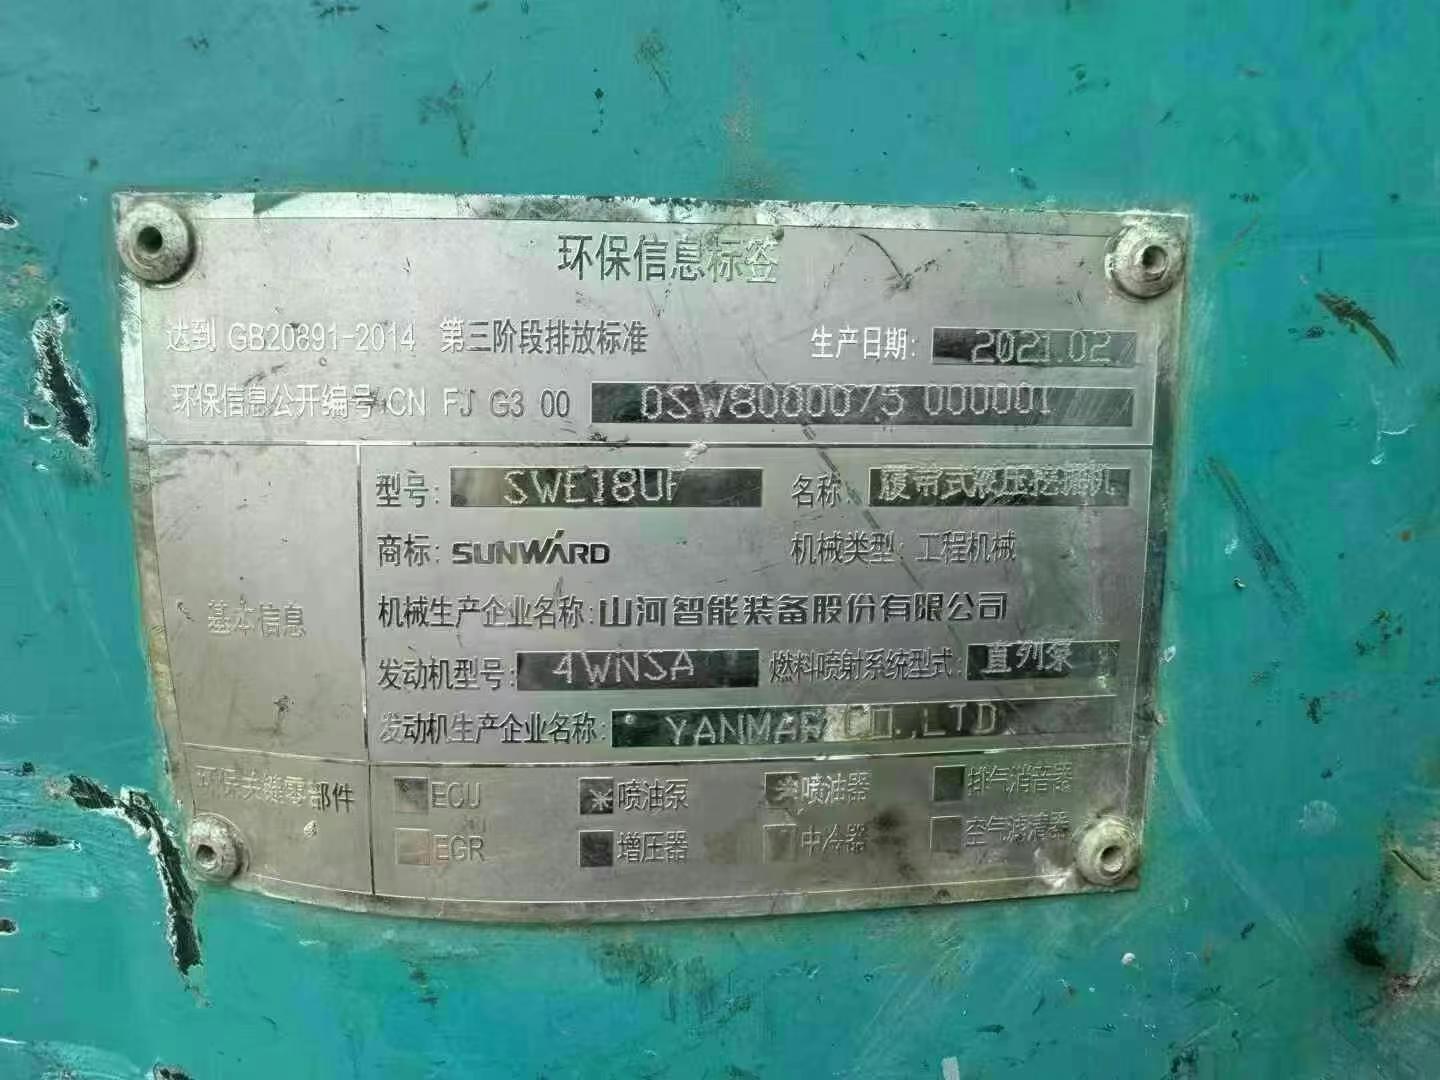 环保信息标签
达到 GB20891-2014 第三阶段排放标准 生产日期: 2021.02
环保信息公开编号 CN FJ G3 00 0SW8000075 000001
型号: SWE18UF 名称: 履带式液压挖掘机
商标: SUNWARD 机械类型: 工程机械
基本信息
机械生产企业名称: 山河智能装备股份有限公司
发动机型号: 4WNSA 燃料喷射系统型式: 直列泵
发动机生产企业名称: YANMAR CO.,LTD.
环保关键零部件 ECU 喷油泵 喷油器 排气消音器
EGR 增压器 中冷器 空气滤清器